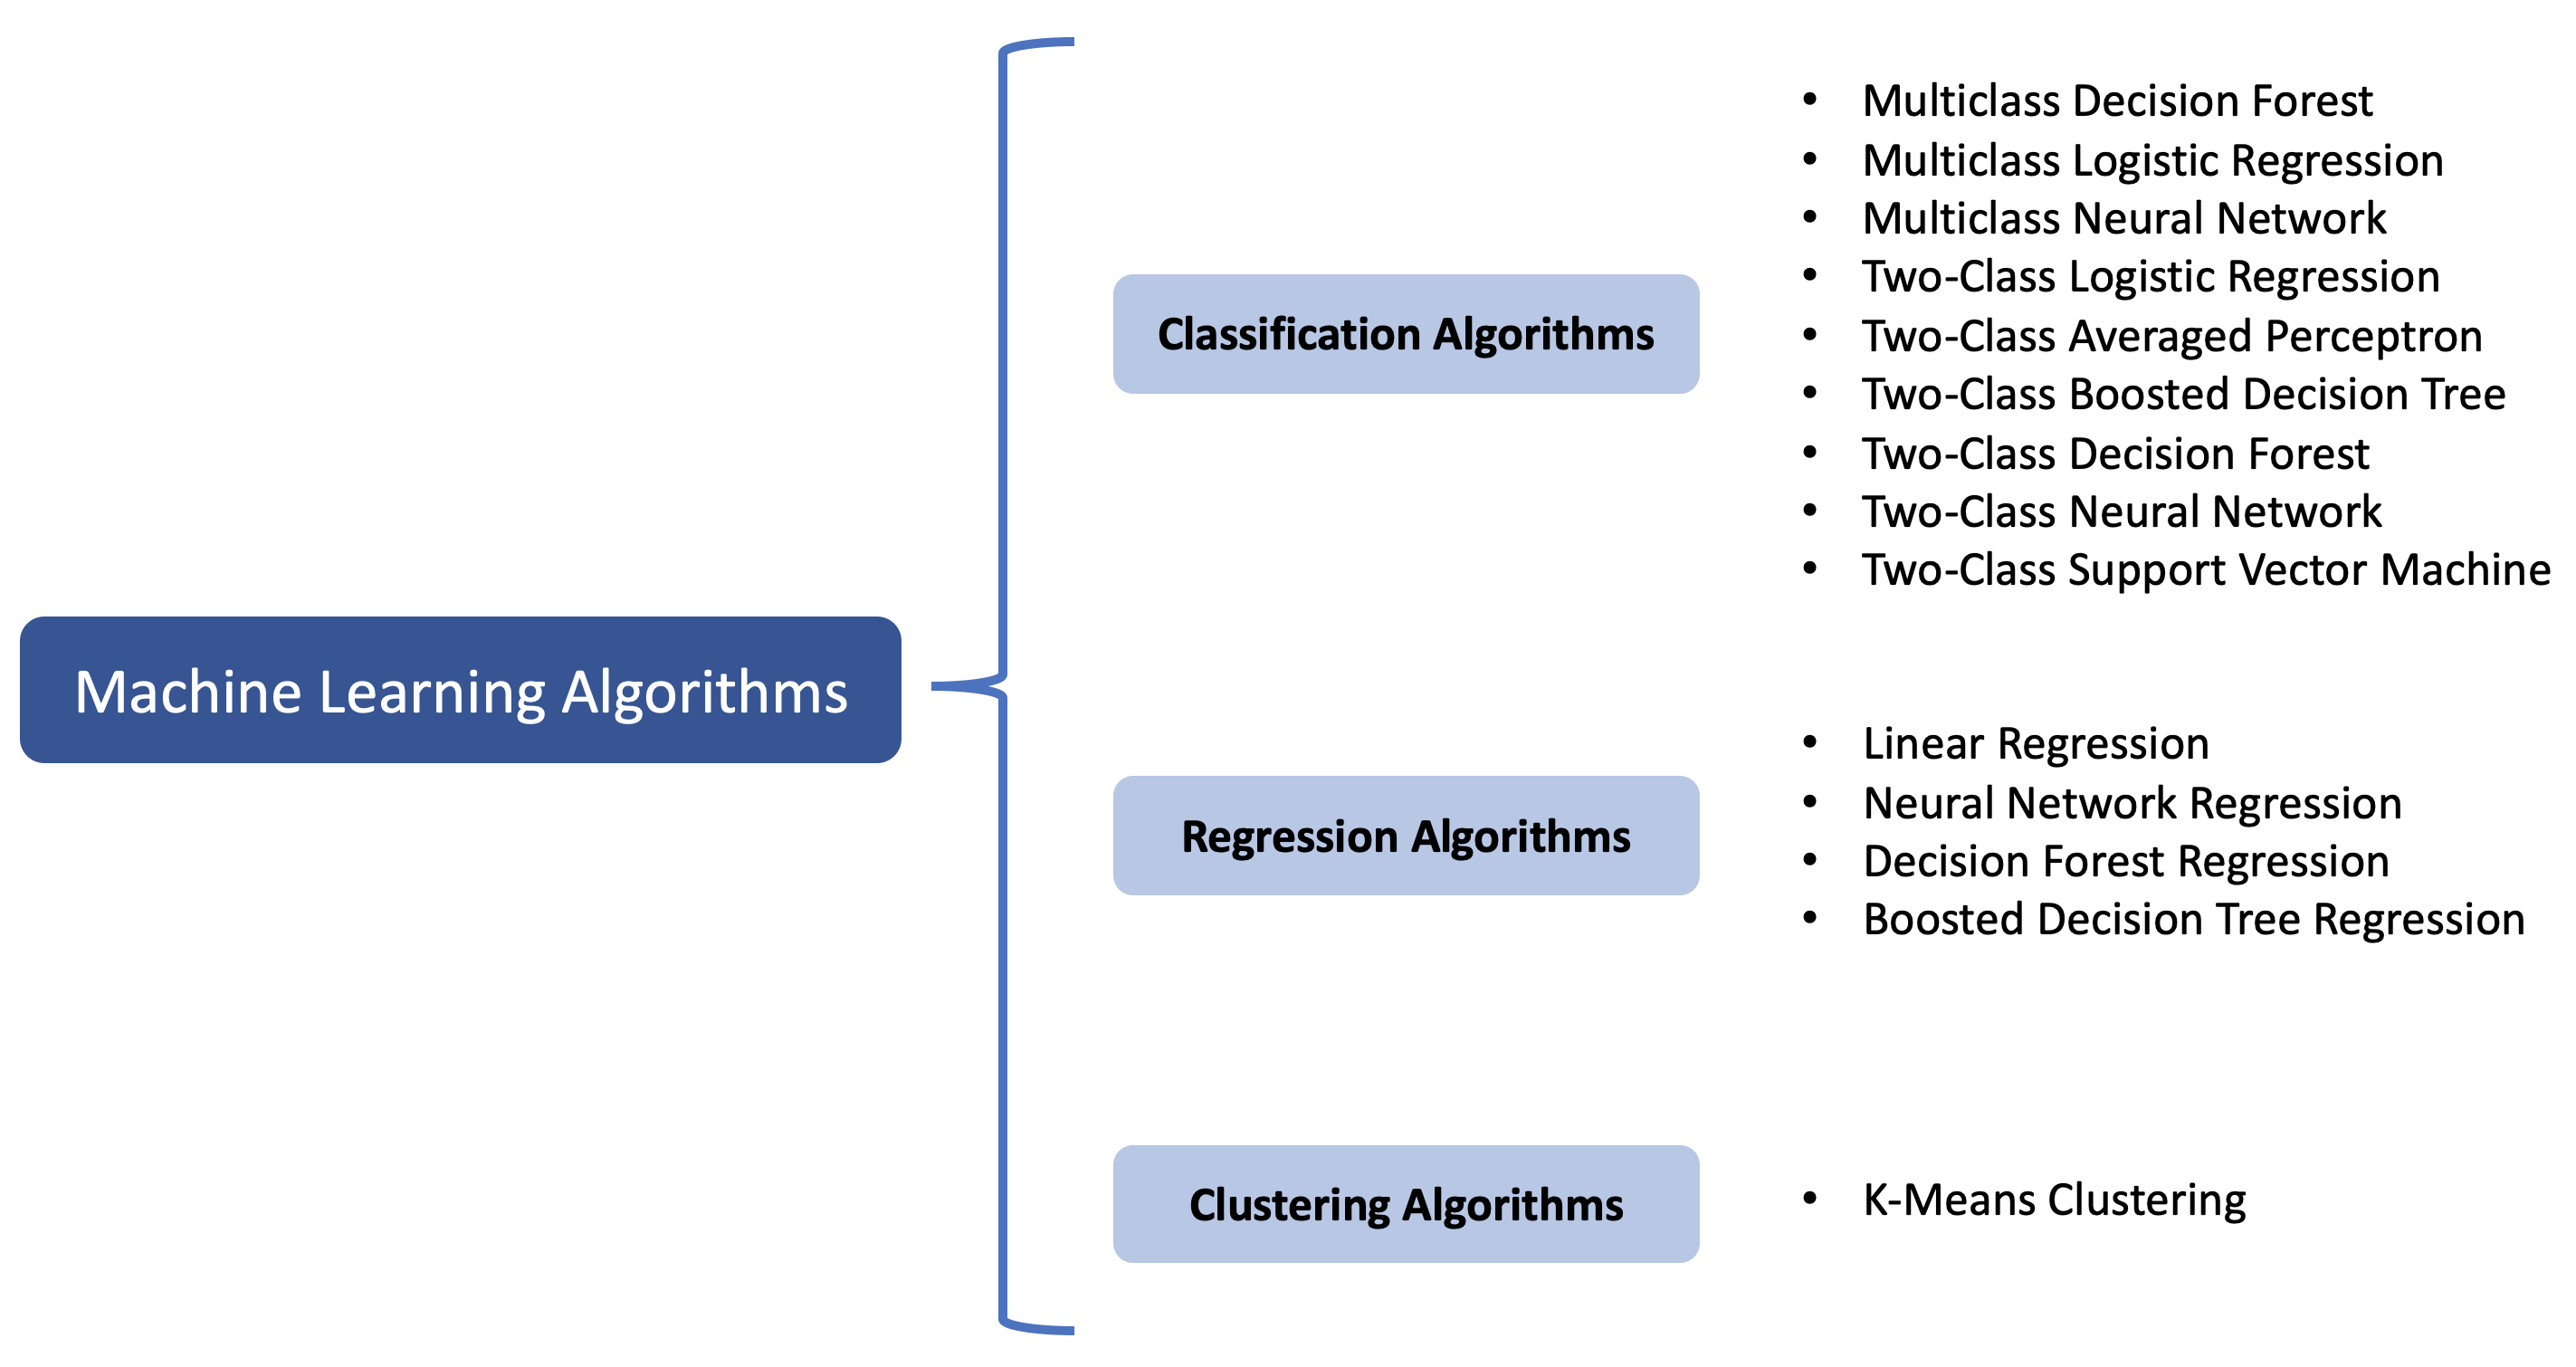 Machine Learning Algorithms
Classification Algorithms
• Multiclass Decision Forest
• Multiclass Logistic Regression
• Multiclass Neural Network
• Two-Class Logistic Regression
• Two-Class Averaged Perceptron
• Two-Class Boosted Decision Tree
• Two-Class Decision Forest
• Two-Class Neural Network
• Two-Class Support Vector Machine
Regression Algorithms
• Linear Regression
• Neural Network Regression
• Decision Forest Regression
• Boosted Decision Tree Regression
Clustering Algorithms
• K-Means Clustering